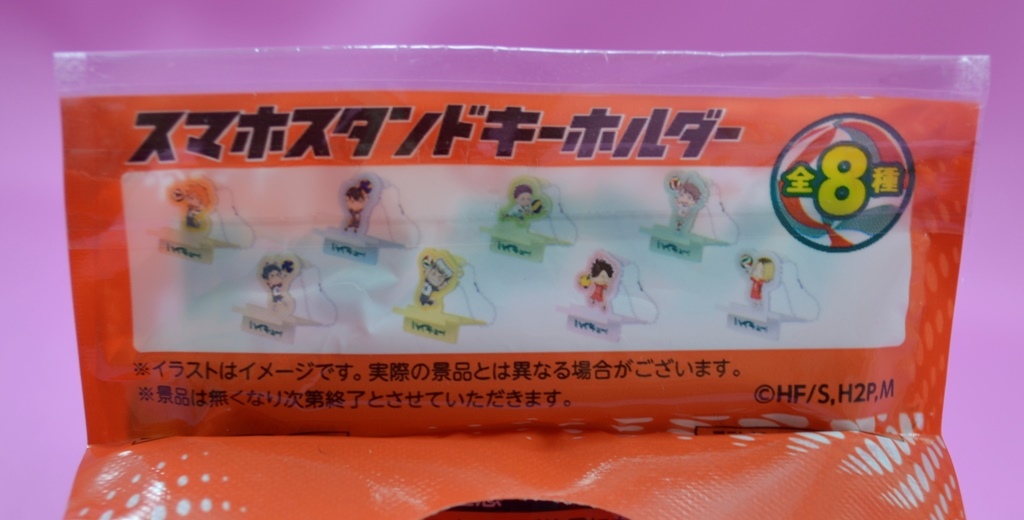 スマホスタンドキーホルダー
全8種
※イラストはイメージです。実際の景品とは異なる場合がございます。
※景品は無くなり次第終了とさせていただきます。
©HF/S,H2P,M